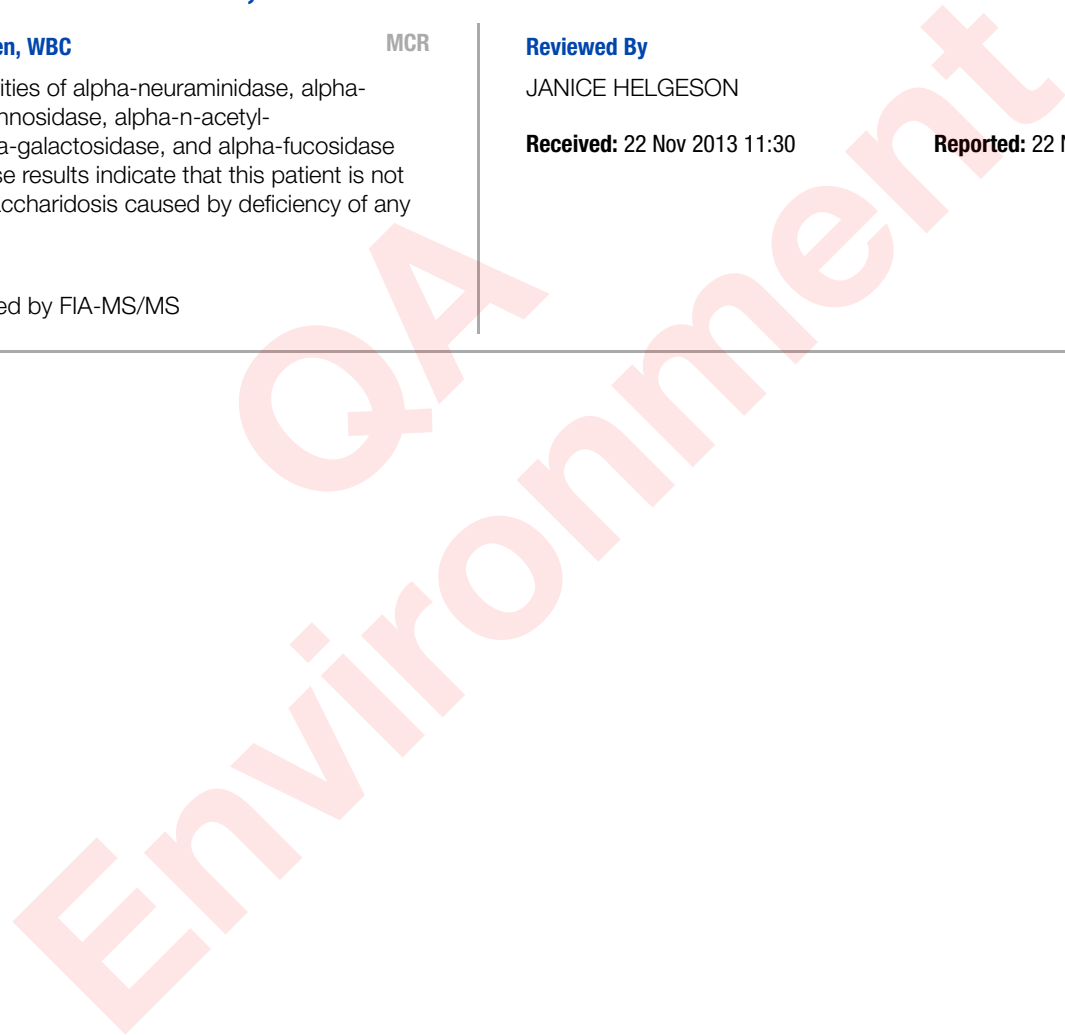 en, WBC
MCR
ities of alpha-neuraminidase, alpha-
nnosidase, alpha-n-acetyl-
a-galactosidase, and alpha-fucosidase
se results indicate that this patient is not
accharidosis caused by deficiency of any
ed by FIA-MS/MS
Reviewed By
JANICE HELGESON
Received: 22 Nov 2013 11:30
Reported: 22 N
QA
Environment